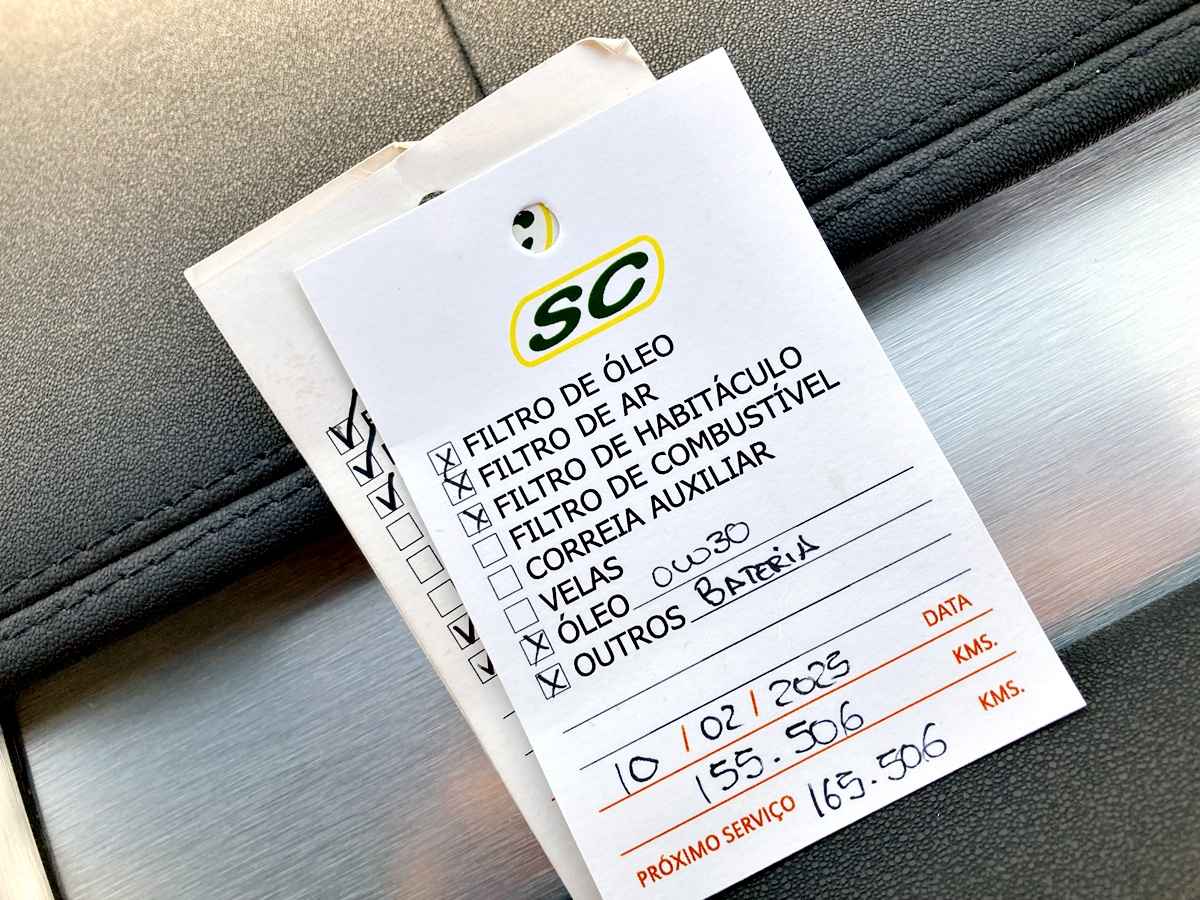 SC
FILTRO DE ÓLEO
FILTRO DE AR
FILTRO DE HABITÁCULO
FILTRO DE COMBUSTÍVEL
CORREIA AUXILIAR
VELAS
ÓLEO 0W30
OUTROS BATERIA
10 / 02 / 2025 DATA
155.506 KMS.
PRÓXIMO SERVIÇO 165.506 KMS.